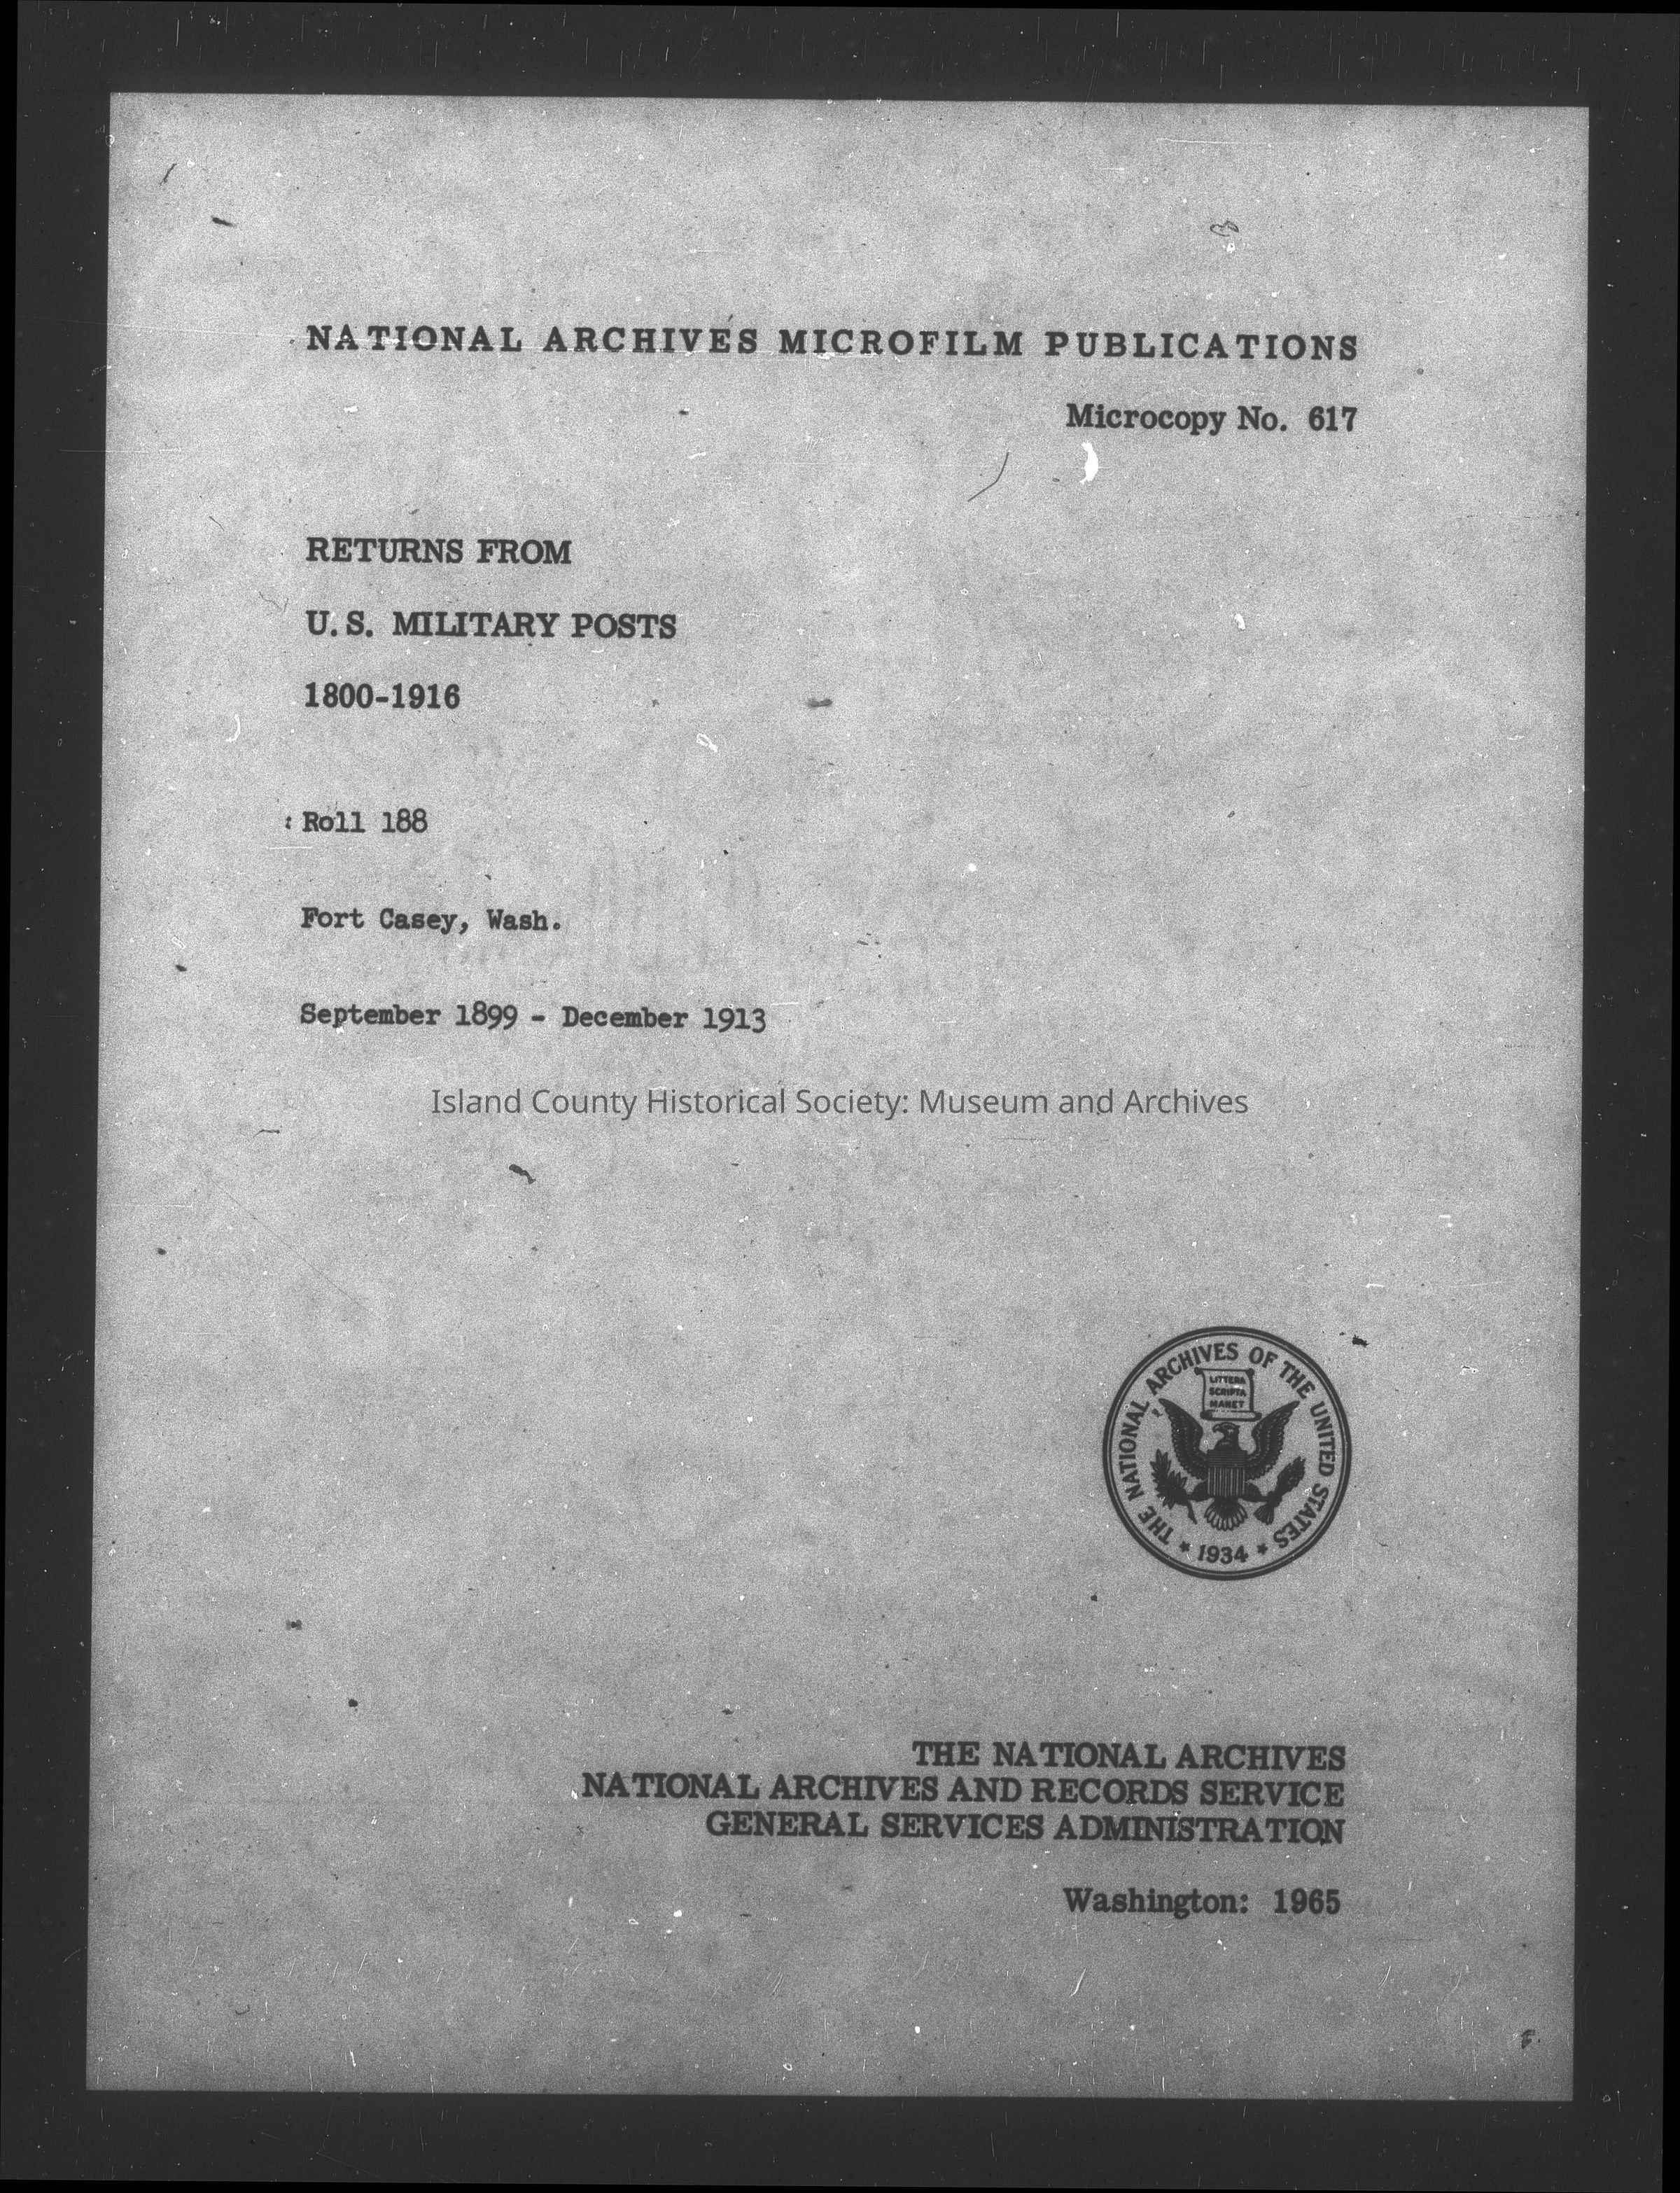 NATIONAL ARCHIVES MICROFILM PUBLICATIONS
Microcopy No. 617
RETURNS FROM
U.S. MILITARY POSTS
1800-1916
Roll 188
Fort Casey, Wash.
September 1899 - December 1913
Island County Historical Society: Museum and Archives
THE NATIONAL ARCHIVES OF THE UNITED STATES
LITTERA
SCRIPTA
MANET
★ 1934 ★
THE NATIONAL ARCHIVES
NATIONAL ARCHIVES AND RECORDS SERVICE
GENERAL SERVICES ADMINISTRATION
Washington: 1965